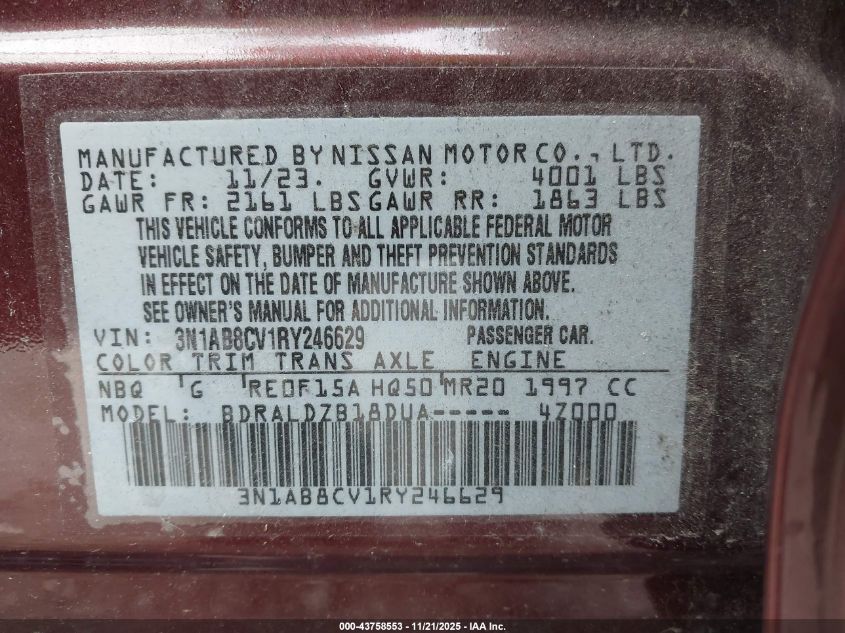 MANUFACTURED BY NISSAN MOTOR CO., LTD.
DATE: 11/23. GVWR: 4001 LBS
GAWR FR: 2161 LBS GAWR RR: 1863 LBS
THIS VEHICLE CONFORMS TO ALL APPLICABLE FEDERAL MOTOR
VEHICLE SAFETY, BUMPER AND THEFT PREVENTION STANDARDS
IN EFFECT ON THE DATE OF MANUFACTURE SHOWN ABOVE.
SEE OWNER'S MANUAL FOR ADDITIONAL INFORMATION.
VIN: 3N1AB8CV1RY246629 PASSENGER CAR.
COLOR TRIM TRANS AXLE ENGINE
NBQ 'G 'RE0F15A HQ50'MR20 1997 CC
MODEL: BDRALDZB18DUA----- 4Z000
3N1AB8CV1RY246629
000-43758553 - 11/21/2025 - IAA Inc.